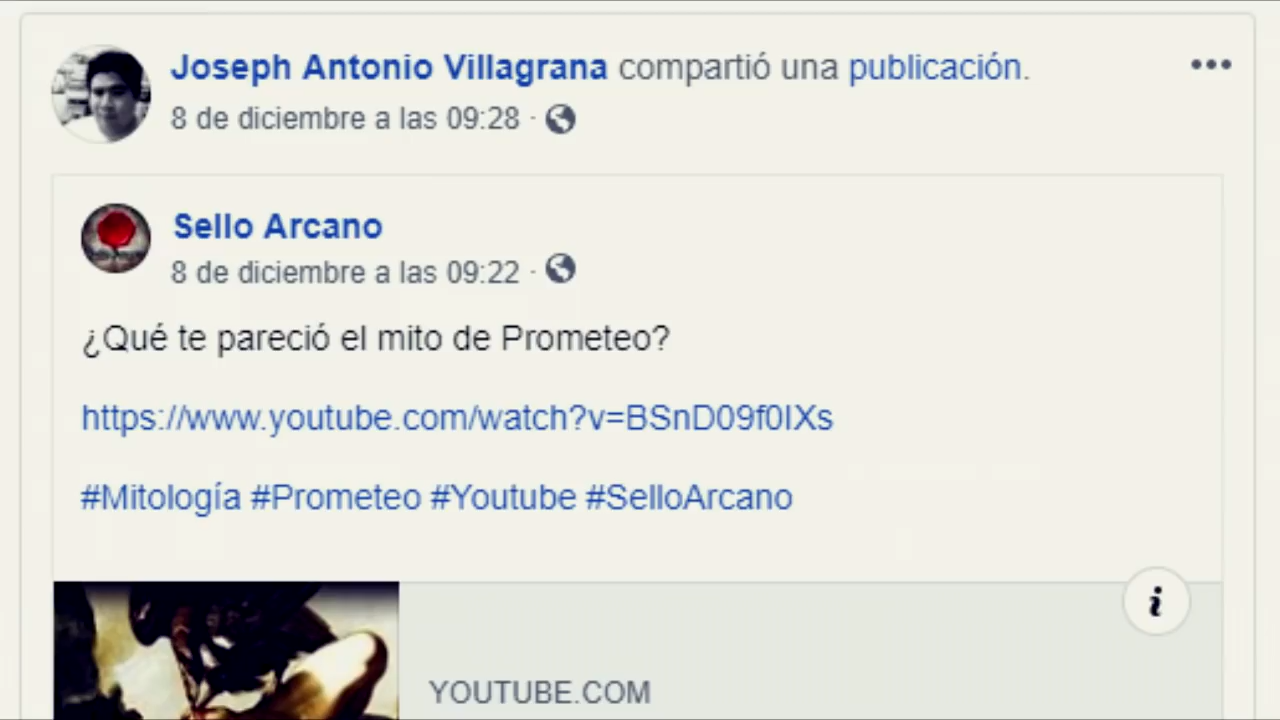 Joseph Antonio Villagrana compartió una publicación.
8 de diciembre a las 09:28 ·
Sello Arcano
8 de diciembre a las 09:22 ·
¿Qué te pareció el mito de Prometeo?
https://www.youtube.com/watch?v=BSnD09f0IXs
#Mitología #Prometeo #Youtube #SelloArcano
i
YOUTUBE.COM